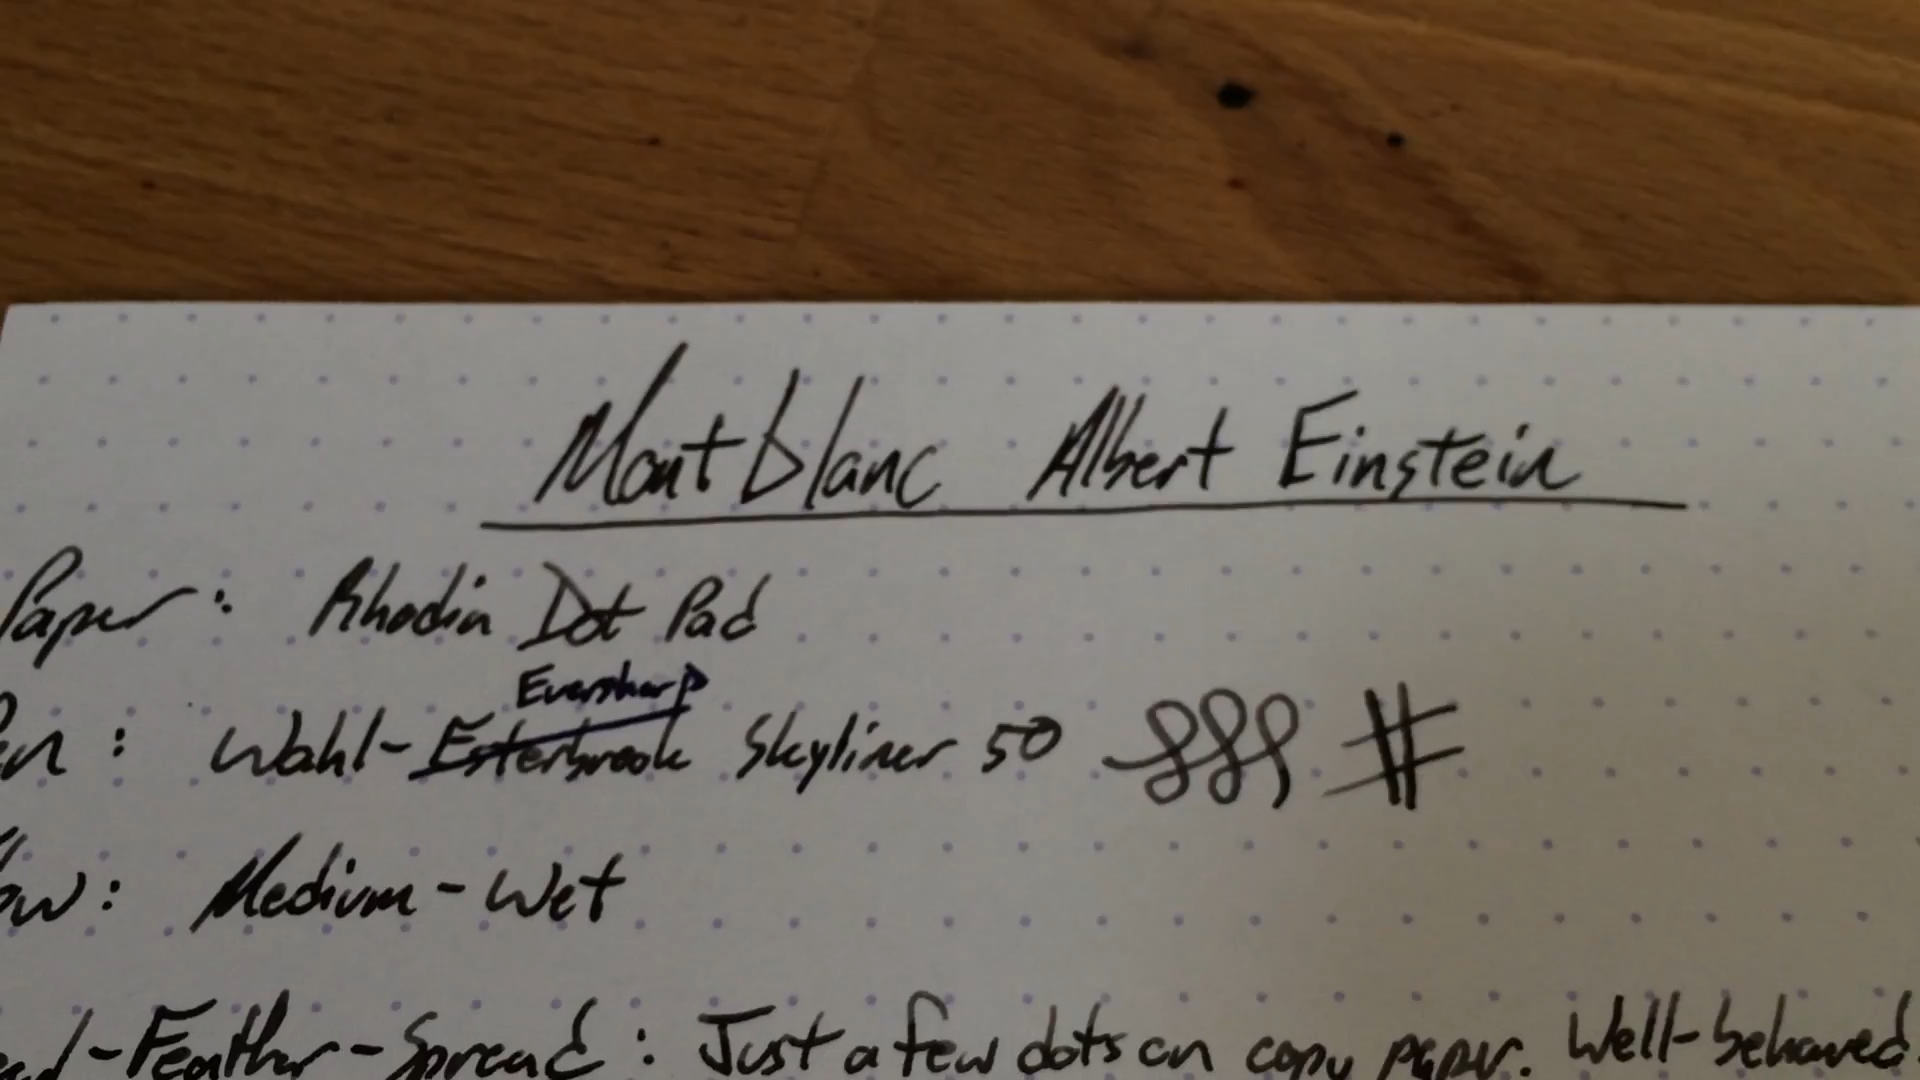 Montblanc Albert Einstein
Paper: Rhodia Dot Pad
Eversharp
Pen: Wahl-Esterbrook Skyliner 50 #
Flow: Medium-Wet
Bleed-Feather-Spread: Just a few dots on copy paper. Well-behaved.